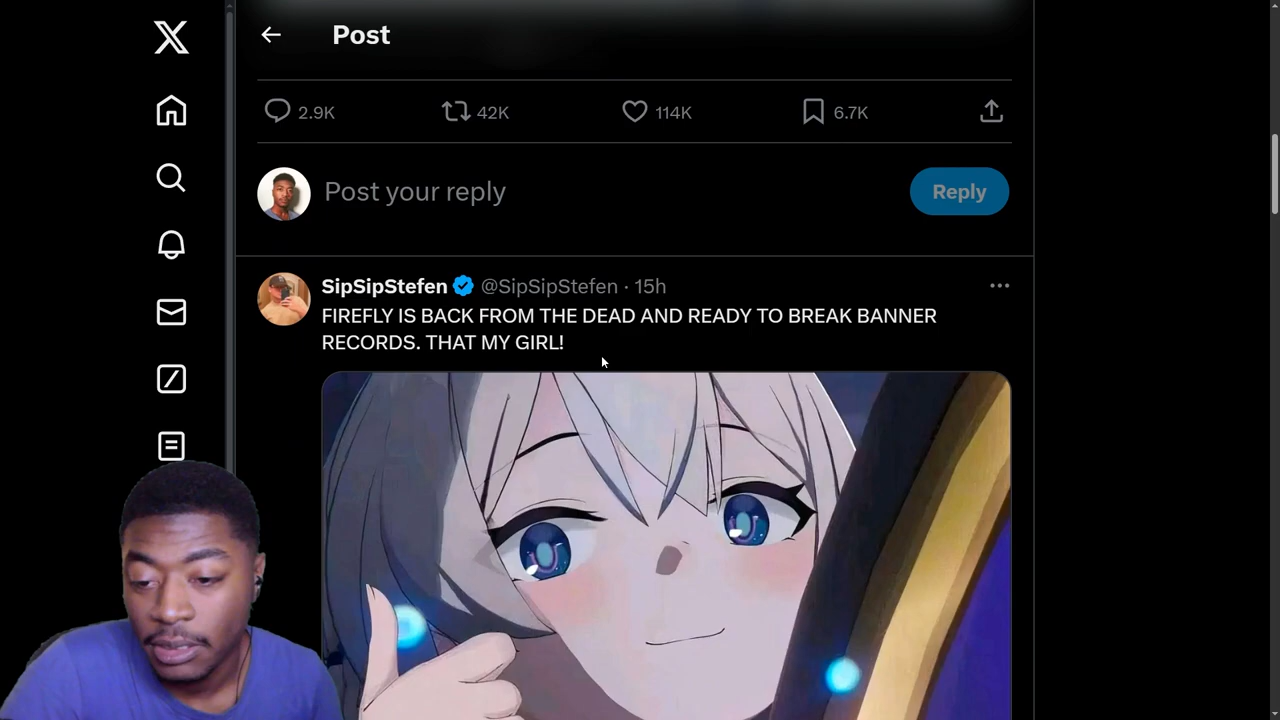 Post
2.9K 42K 114K 6.7K
Post your reply
Reply
SipSipStefen @SipSipStefen · 15h
FIREFLY IS BACK FROM THE DEAD AND READY TO BREAK BANNER
RECORDS. THAT MY GIRL!